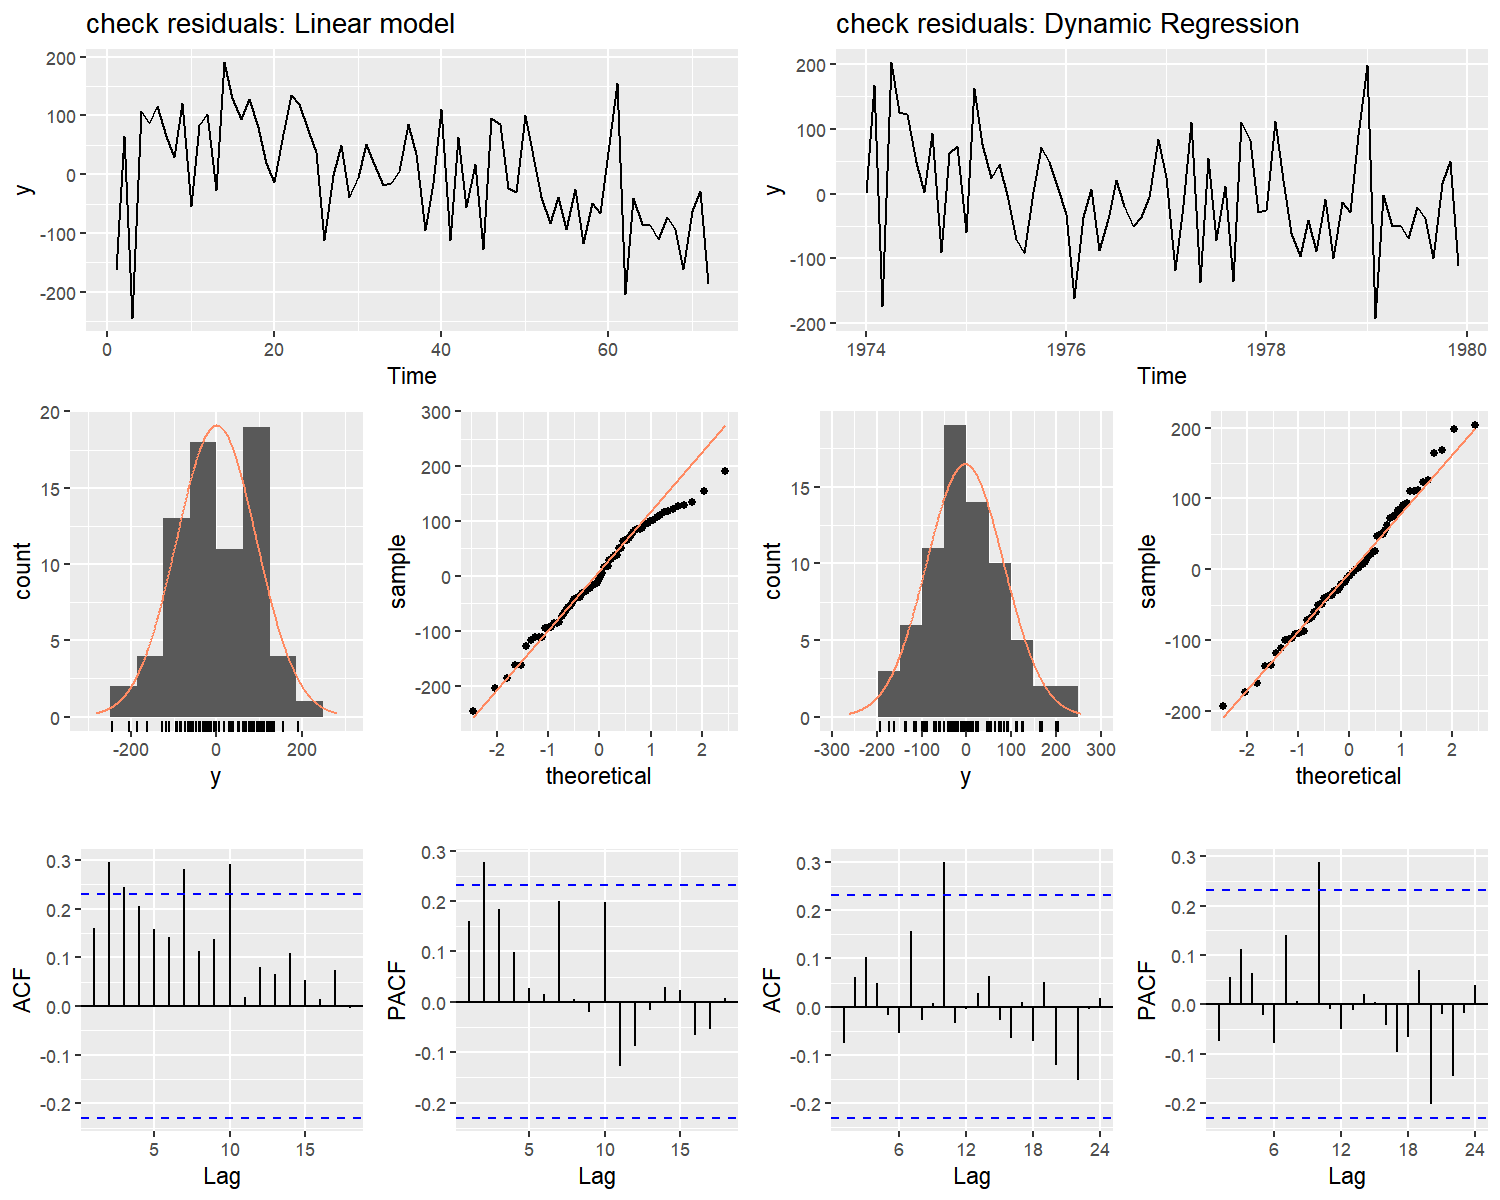 check residuals: Linear model
200
100
0
-100
-200
y
0 20 40 60
Time
check residuals: Dynamic Regression
200
100
0
-100
-200
y
1974 1976 1978 1980
Time
20
15
10
5
0
count
-200 0 200
y
300
200
100
0
-100
-200
sample
-2 -1 0 1 2
theoretical
15
10
5
0
count
-300 -200 -100 0 100 200 300
y
200
100
0
-100
-200
sample
-2 -1 0 1 2
theoretical
0.3
0.2
0.1
0.0
-0.1
-0.2
ACF
5 10 15
Lag
0.3
0.2
0.1
0.0
-0.1
-0.2
PACF
5 10 15
Lag
0.3
0.2
0.1
0.0
-0.1
-0.2
ACF
6 12 18 24
Lag
0.3
0.2
0.1
0.0
-0.1
-0.2
PACF
6 12 18 24
Lag